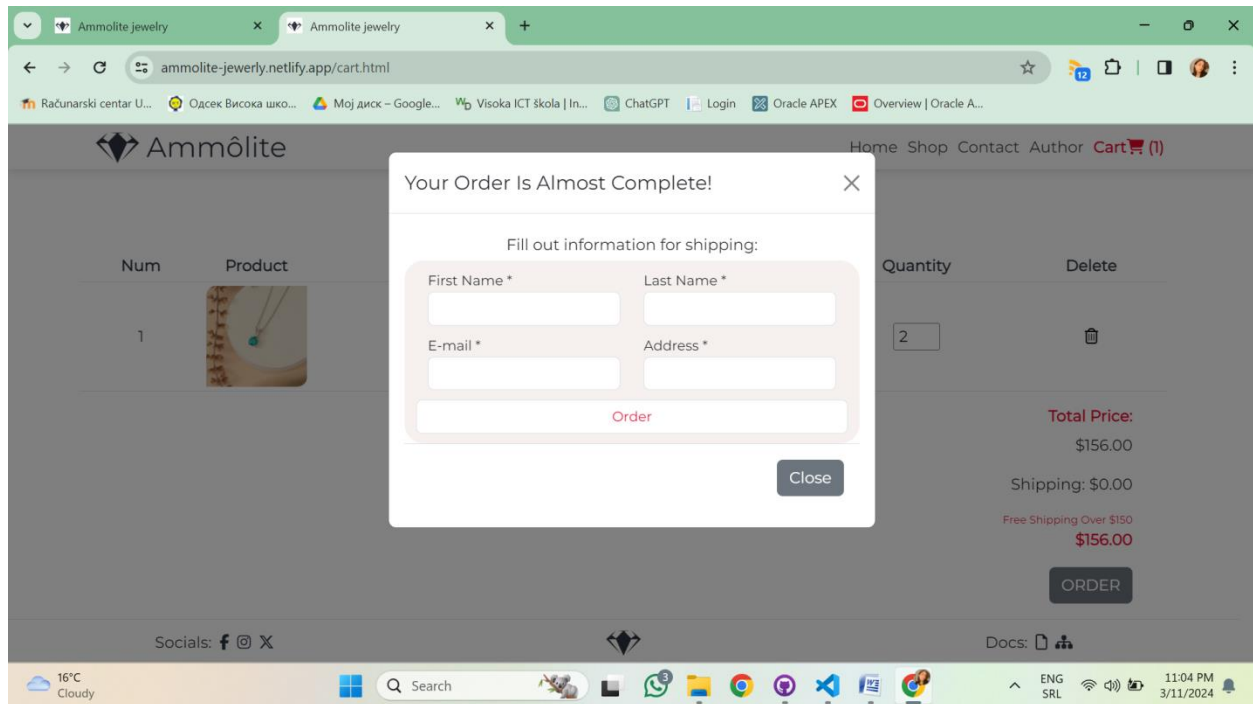 Ammolite jewelry
Ammolite jewelry
ammolite-jewerly.netlify.app/cart.html
12
Računarski centar U...
Одсек Висока шко...
Мој диск – Google...
Visoka ICT škola | In...
ChatGPT
Login
Oracle APEX
Overview | Oracle A...
Ammôlite
Home Shop Contact Author Cart (1)
Your Order Is Almost Complete!
Fill out information for shipping:
Num Product Quantity Delete
First Name * Last Name *
1 2
E-mail * Address *
Order
Total Price:
$156.00
Close
Shipping: $0.00
Free Shipping Over $150
$156.00
ORDER
Socials:
Docs:
16°C
Cloudy
Search
3
ENG
SRL
11:04 PM
3/11/2024